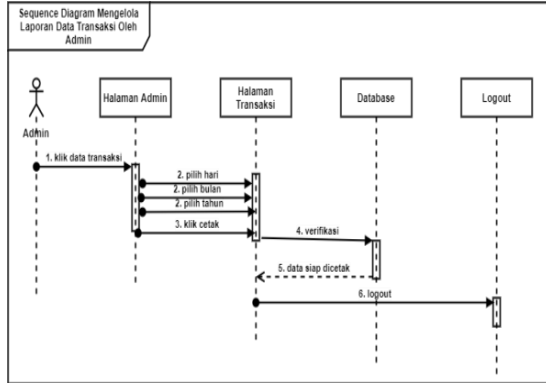 Sequence Diagram Mengelola
Laporan Data Transaksi Oleh
Admin
Halaman Admin
Halaman
Transaksi
Database
Logout
Admin
1. klik data transaksi
2. pilih hari
2. pilih bulan
2. pilih tahun
3. klik cetak
4. verifikasi
5. data siap dicetak
6. logout